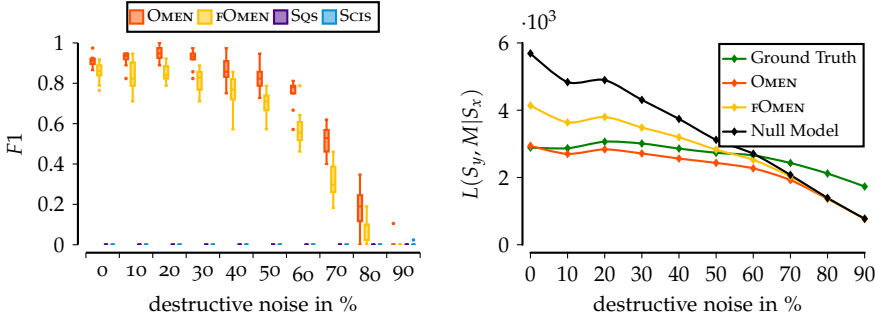 OMEN FOMEN SQS SCIS
1
0.8
0.6
0.4
0.2
0
F1
0 10 20 30 40 50 60 70 80 90
destructive noise in %
·10³
6
4
2
0
L(S_y, M|S_x)
Ground Truth
OMEN
FOMEN
Null Model
0 10 20 30 40 50 60 70 80 90
destructive noise in %